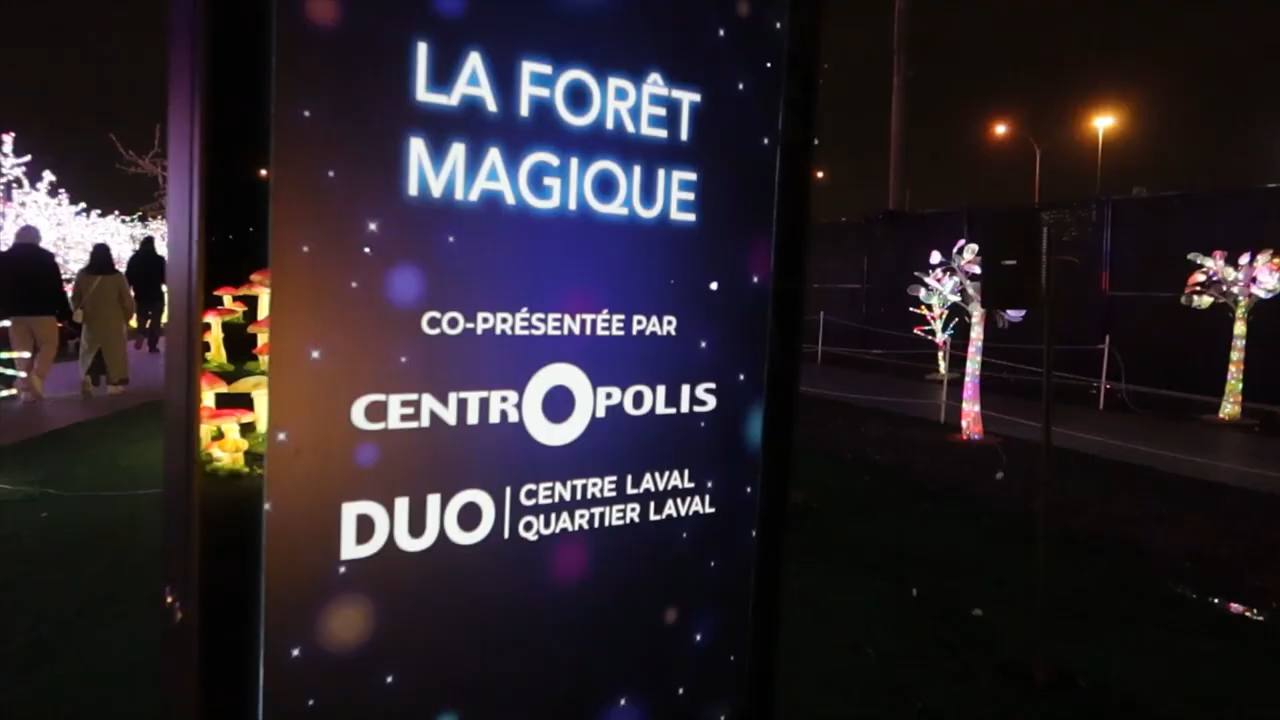 LA FORÊT
MAGIQUE
CO-PRÉSENTÉE PAR
CENTROPOLIS
DUO | CENTRE LAVAL
QUARTIER LAVAL